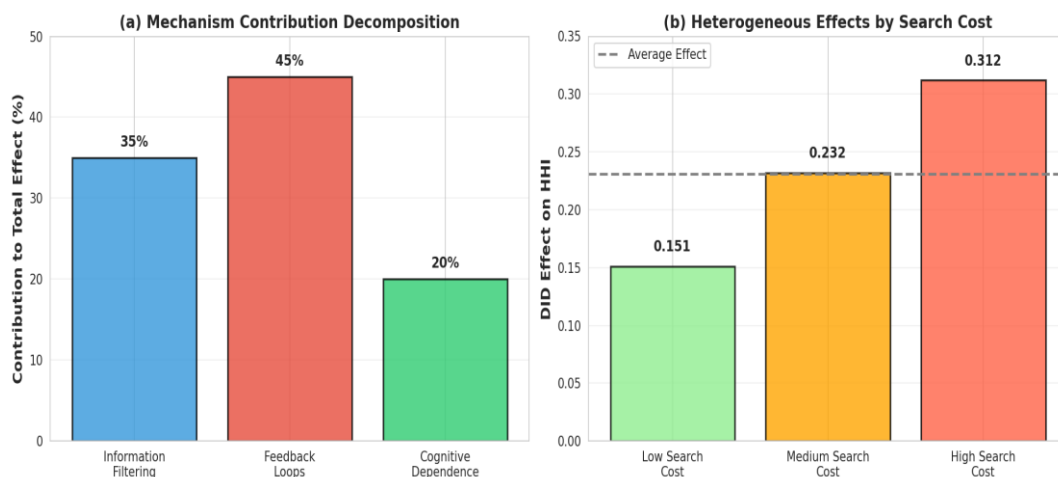 (a) Mechanism Contribution Decomposition
Contribution to Total Effect (%)
50
40
30
20
10
0
35%
45%
20%
Information
Filtering
Feedback
Loops
Cognitive
Dependence
(b) Heterogeneous Effects by Search Cost
DID Effect on HHI
0.35
0.30
0.25
0.20
0.15
0.10
0.05
0.00
Average Effect
0.151
0.232
0.312
Low Search
Cost
Medium Search
Cost
High Search
Cost